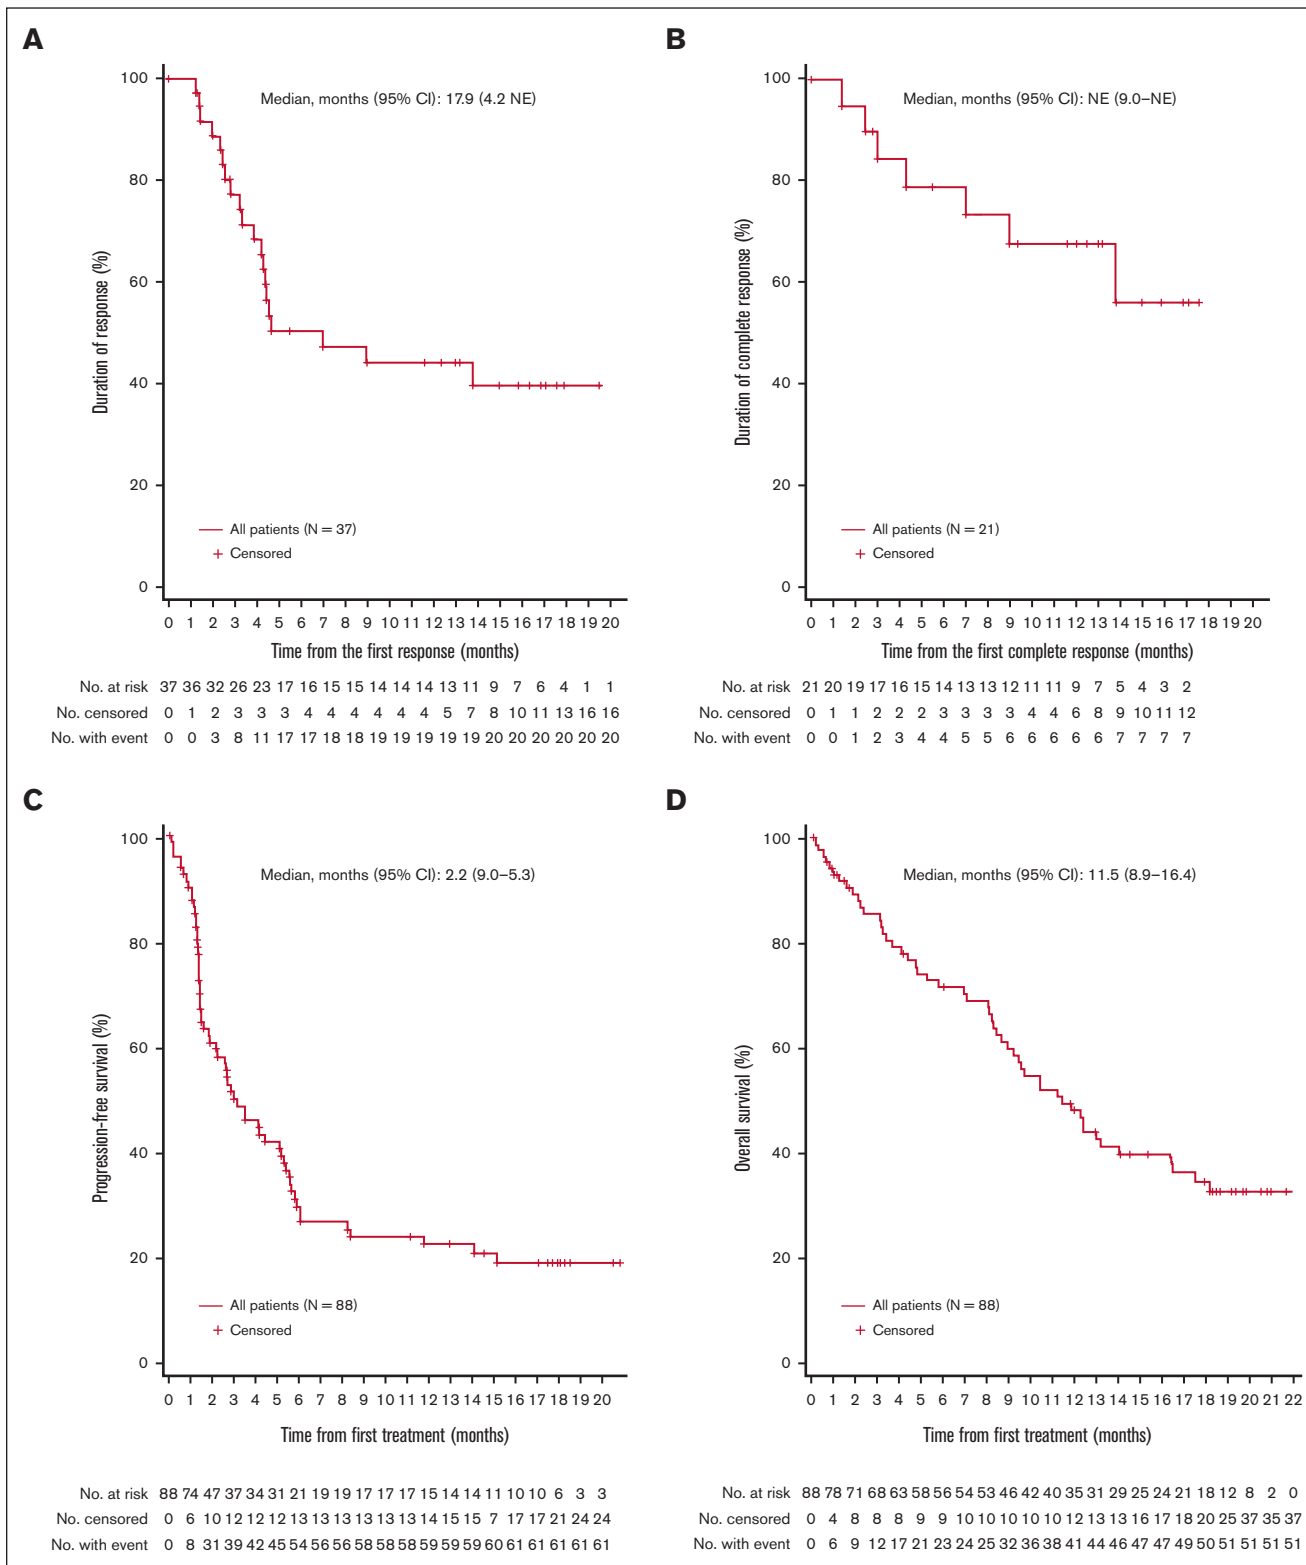 A
Median, months (95% CI): 17.9 (4.2 NE)
Duration of response (%)
100
80
60
40
20
0
All patients (N = 37)
+ Censored
0 1 2 3 4 5 6 7 8 9 10 11 12 13 14 15 16 17 18 19 20
Time from the first response (months)
No. at risk 37 36 32 26 23 17 16 15 15 14 14 14 13 11 9 7 6 4 1 1
No. censored 0 1 2 3 3 3 4 4 4 4 4 4 5 7 8 10 11 13 16 16
No. with event 0 0 3 8 11 17 17 18 18 19 19 19 19 19 20 20 20 20 20 20
B
Median, months (95% CI): NE (9.0–NE)
Duration of complete response (%)
100
80
60
40
20
0
All patients (N = 21)
+ Censored
0 1 2 3 4 5 6 7 8 9 10 11 12 13 14 15 16 17 18 19 20
Time from the first complete response (months)
No. at risk 21 20 19 17 16 15 14 13 13 12 11 11 9 7 5 4 3 2
No. censored 0 1 1 2 2 2 3 3 3 3 4 4 6 8 9 10 11 12
No. with event 0 0 1 2 3 4 4 5 5 6 6 6 6 6 7 7 7 7
C
Median, months (95% CI): 2.2 (9.0–5.3)
Progression-free survival (%)
100
80
60
40
20
0
All patients (N = 88)
+ Censored
0 1 2 3 4 5 6 7 8 9 10 11 12 13 14 15 16 17 18 19 20
Time from first treatment (months)
No. at risk 88 74 47 37 34 31 21 19 19 17 17 17 15 14 14 11 10 10 6 3 3
No. censored 0 6 10 12 12 12 13 13 13 13 13 13 14 15 15 7 17 17 21 24 24
No. with event 0 8 31 39 42 45 54 56 56 58 58 58 59 59 59 60 61 61 61 61 61
D
Median, months (95% CI): 11.5 (8.9–16.4)
Overall survival (%)
100
80
60
40
20
0
All patients (N = 88)
+ Censored
0 1 2 3 4 5 6 7 8 9 10 11 12 13 14 15 16 17 18 19 20 21 22
Time from first treatment (months)
No. at risk 88 78 71 68 63 58 56 54 53 46 42 40 35 31 29 25 24 21 18 12 8 2 0
No. censored 0 4 8 8 8 9 9 10 10 10 10 10 12 13 13 16 17 18 20 25 37 35 37
No. with event 0 6 9 12 17 21 23 24 25 32 36 38 41 44 46 47 47 49 50 51 51 51 51